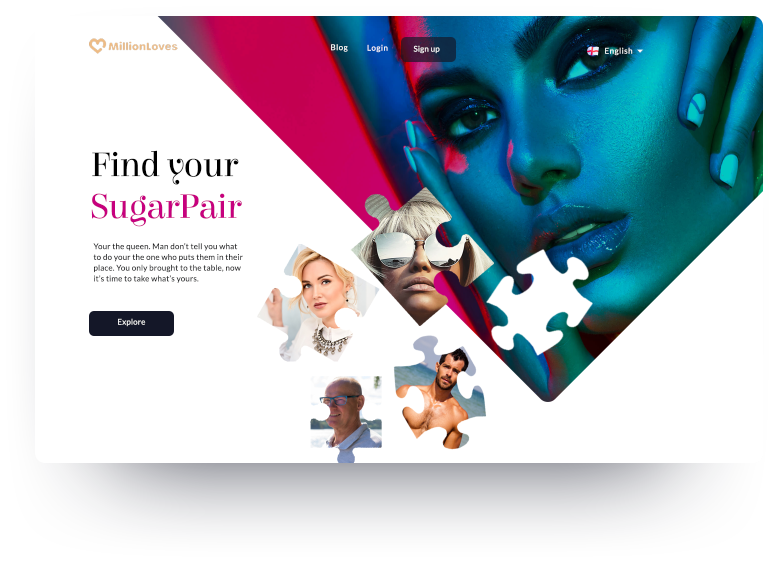 MillionLoves
Blog
Login
Sign up
English
Find your
SugarPair
Your the queen. Man don't tell you what
to do your the one who puts them in their
place. You only brought to the table, now
it's time to take what's yours.
Explore